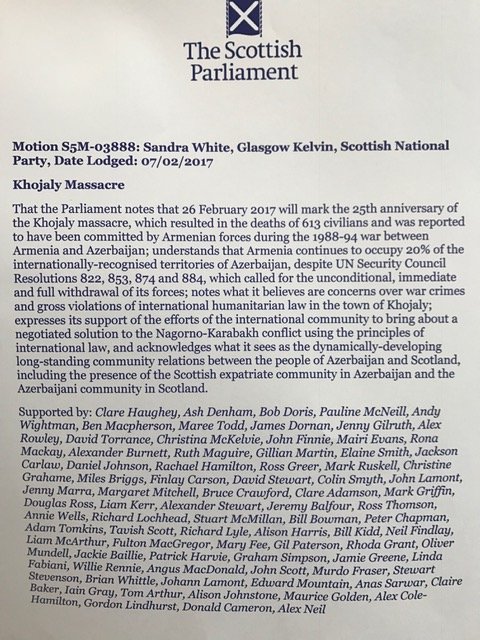 The Scottish
Parliament
Motion S5M-03888: Sandra White, Glasgow Kelvin, Scottish National
Party, Date Lodged: 07/02/2017
Khojaly Massacre
That the Parliament notes that 26 February 2017 will mark the 25th anniversary of
the Khojaly massacre, which resulted in the deaths of 613 civilians and was reported
to have been committed by Armenian forces during the 1988-94 war between
Armenia and Azerbaijan; understands that Armenia continues to occupy 20% of the
internationally-recognised territories of Azerbaijan, despite UN Security Council
Resolutions 822, 853, 874 and 884, which called for the unconditional, immediate
and full withdrawal of its forces; notes what it believes are concerns over war crimes
and gross violations of international humanitarian law in the town of Khojaly;
expresses its support of the efforts of the international community to bring about a
negotiated solution to the Nagorno-Karabakh conflict using the principles of
international law, and acknowledges what it sees as the dynamically-developing
long-standing community relations between the people of Azerbaijan and Scotland,
including the presence of the Scottish expatriate community in Azerbaijan and the
Azerbaijani community in Scotland.
Supported by: Clare Haughey, Ash Denham, Bob Doris, Pauline McNeill, Andy
Wightman, Ben Macpherson, Maree Todd, James Dornan, Jenny Gilruth, Alex
Rowley, David Torrance, Christina McKelvie, John Finnie, Mairi Evans, Rona
Mackay, Alexander Burnett, Ruth Maguire, Gillian Martin, Elaine Smith, Jackson
Carlaw, Daniel Johnson, Rachael Hamilton, Ross Greer, Mark Ruskell, Christine
Grahame, Miles Briggs, Finlay Carson, David Stewart, Colin Smyth, John Lamont,
Jenny Marra, Margaret Mitchell, Bruce Crawford, Clare Adamson, Mark Griffin,
Douglas Ross, Liam Kerr, Alexander Stewart, Jeremy Balfour, Ross Thomson,
Annie Wells, Richard Lochhead, Stuart McMillan, Bill Bowman, Peter Chapman,
Adam Tomkins, Tavish Scott, Richard Lyle, Alison Harris, Bill Kidd, Neil Findlay,
Liam McArthur, Fulton MacGregor, Mary Fee, Gil Paterson, Rhoda Grant, Oliver
Mundell, Jackie Baillie, Patrick Harvie, Graham Simpson, Jamie Greene, Linda
Fabiani, Willie Rennie, Angus MacDonald, John Scott, Murdo Fraser, Stewart
Stevenson, Brian Whittle, Johann Lamont, Edward Mountain, Anas Sarwar, Claire
Baker, Iain Gray, Tom Arthur, Alison Johnstone, Maurice Golden, Alex Cole-
Hamilton, Gordon Lindhurst, Donald Cameron, Alex Neil